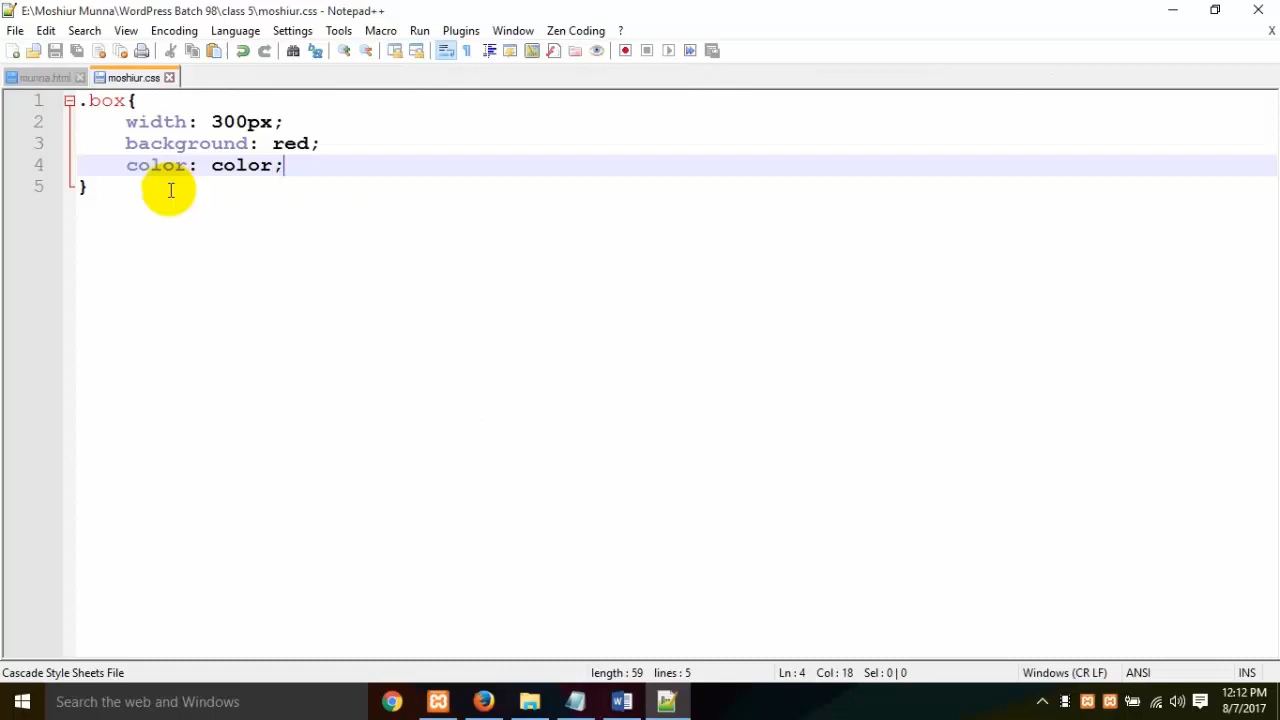 E:\Moshiur Munna\WordPress Batch 98\class 5\moshiur.css - Notepad++
File Edit Search View Encoding Language Settings Tools Macro Run Plugins Window Zen Coding ? X
munna.html moshiur.css
1 .box{
2 width: 300px;
3 background: red;
4 color: color;
5 }
Cascade Style Sheets File length : 59 lines : 5 Ln : 4 Col : 18 Sel : 0 | 0 Windows (CR LF) ANSI INS
Search the web and Windows
12:12 PM
8/7/2017